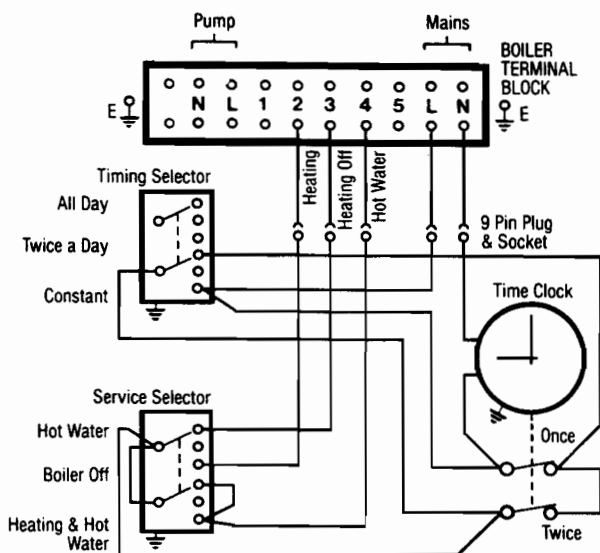 Pump
Mains
BOILER
TERMINAL
BLOCK
N L 1 2 3 4 5 L N
E
E
Heating
Heating Off
Hot Water
Timing Selector
All Day
Twice a Day
Constant
9 Pin Plug
& Socket
Time Clock
Service Selector
Hot Water
Boiler Off
Heating & Hot
Water
Once
Twice